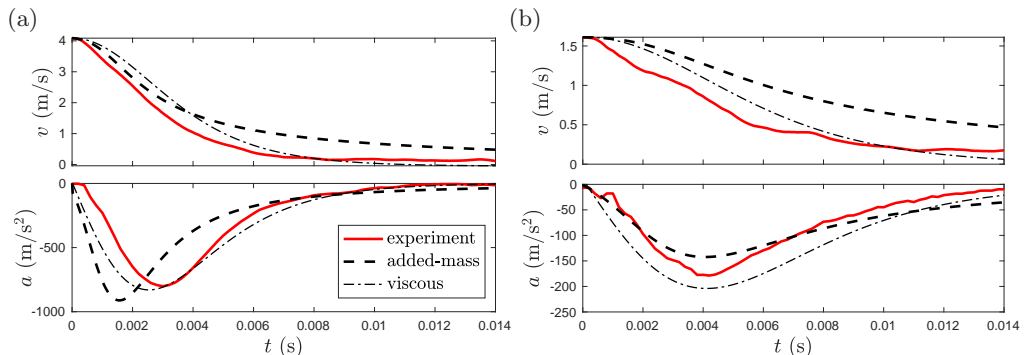 (a)
4
3
2
1
0
v (m/s)
0
-500
-1000
a (m/s²)
experiment
added-mass
viscous
0 0.002 0.004 0.006 0.008 0.01 0.012 0.014
t (s)
(b)
1.5
1
0.5
0
v (m/s)
0
-50
-100
-150
-200
-250
a (m/s²)
0 0.002 0.004 0.006 0.008 0.01 0.012 0.014
t (s)